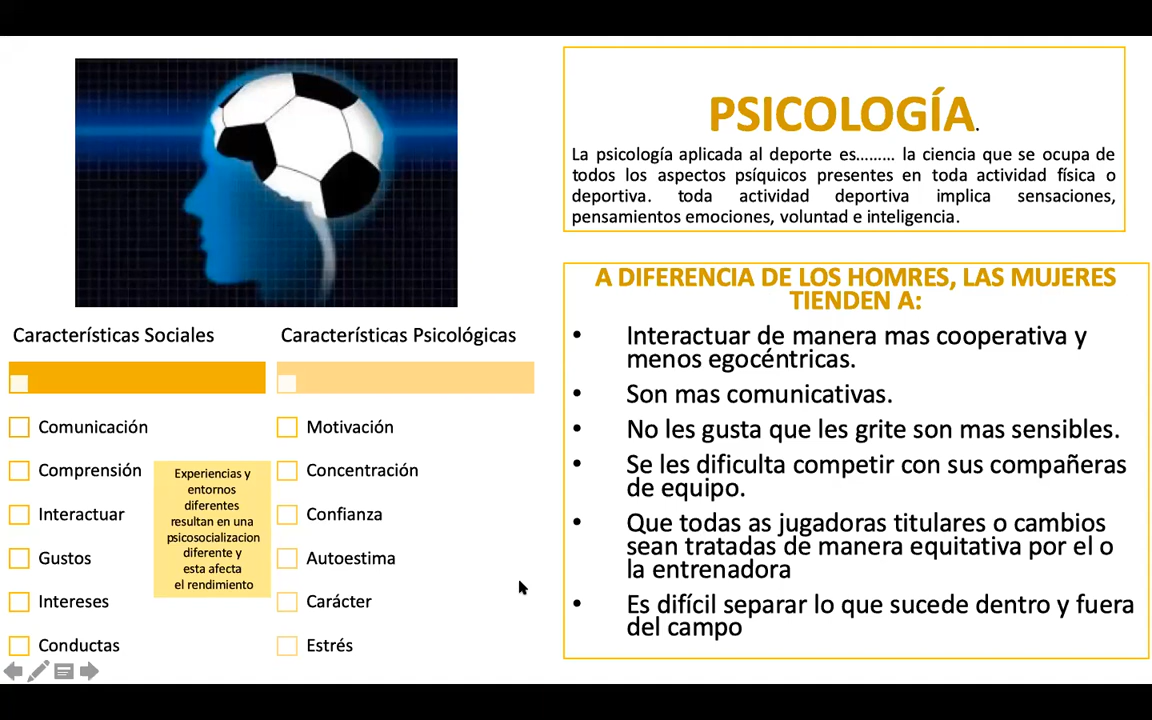 PSICOLOGÍA.
La psicología aplicada al deporte es……… la ciencia que se ocupa de
todos los aspectos psíquicos presentes en toda actividad física o
deportiva. toda actividad deportiva implica sensaciones,
pensamientos emociones, voluntad e inteligencia.
Características Sociales
Comunicación
Comprensión
Interactuar
Gustos
Intereses
Conductas
Experiencias y
entornos
diferentes
resultan en una
psicosocializacion
diferente y
esta afecta
el rendimiento
Características Psicológicas
Motivación
Concentración
Confianza
Autoestima
Carácter
Estrés
A DIFERENCIA DE LOS HOMRES, LAS MUJERES
TIENDEN A:
• Interactuar de manera mas cooperativa y
menos egocéntricas.
• Son mas comunicativas.
• No les gusta que les grite son mas sensibles.
• Se les dificulta competir con sus compañeras
de equipo.
• Que todas as jugadoras titulares o cambios
sean tratadas de manera equitativa por el o
la entrenadora
• Es difícil separar lo que sucede dentro y fuera
del campo